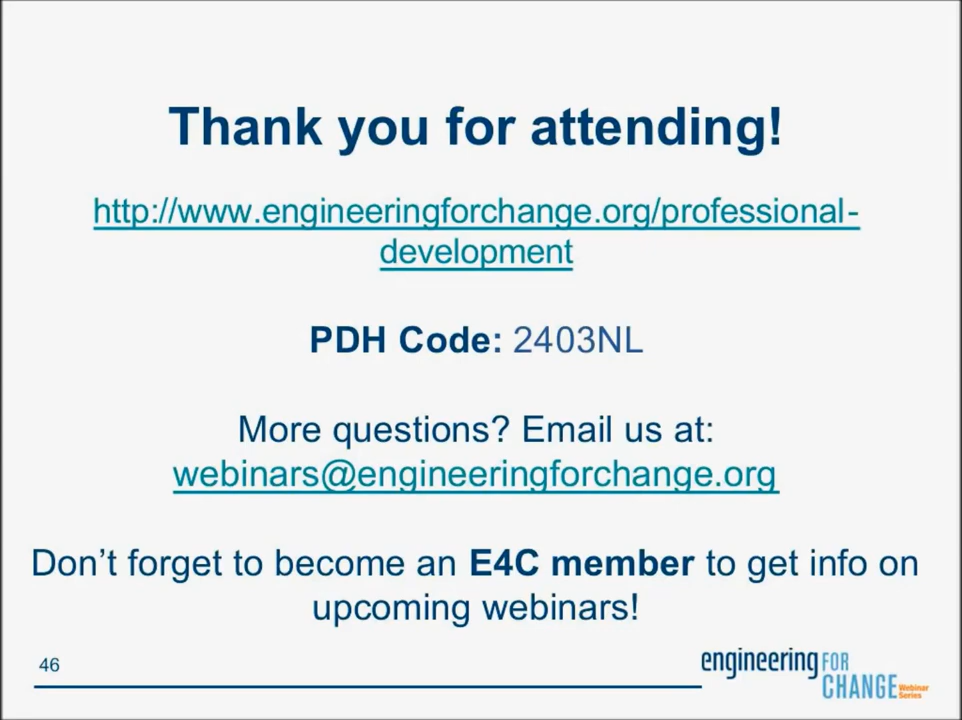 Thank you for attending!
http://www.engineeringforchange.org/professional-
development
PDH Code: 2403NL
More questions? Email us at:
webinars@engineeringforchange.org
Don’t forget to become an E4C member to get info on
upcoming webinars!
46
engineering FOR
CHANGE Webinar
Series